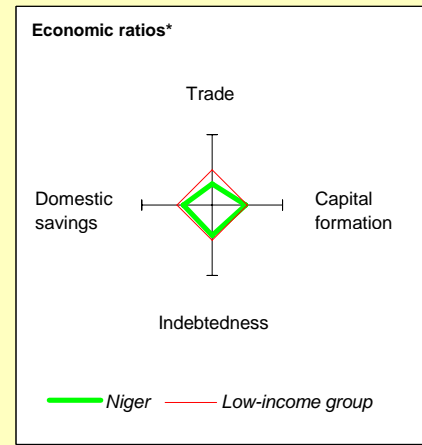 Economic ratios*
Trade
Domestic
savings
Capital
formation
Indebtedness
Niger
Low-income group